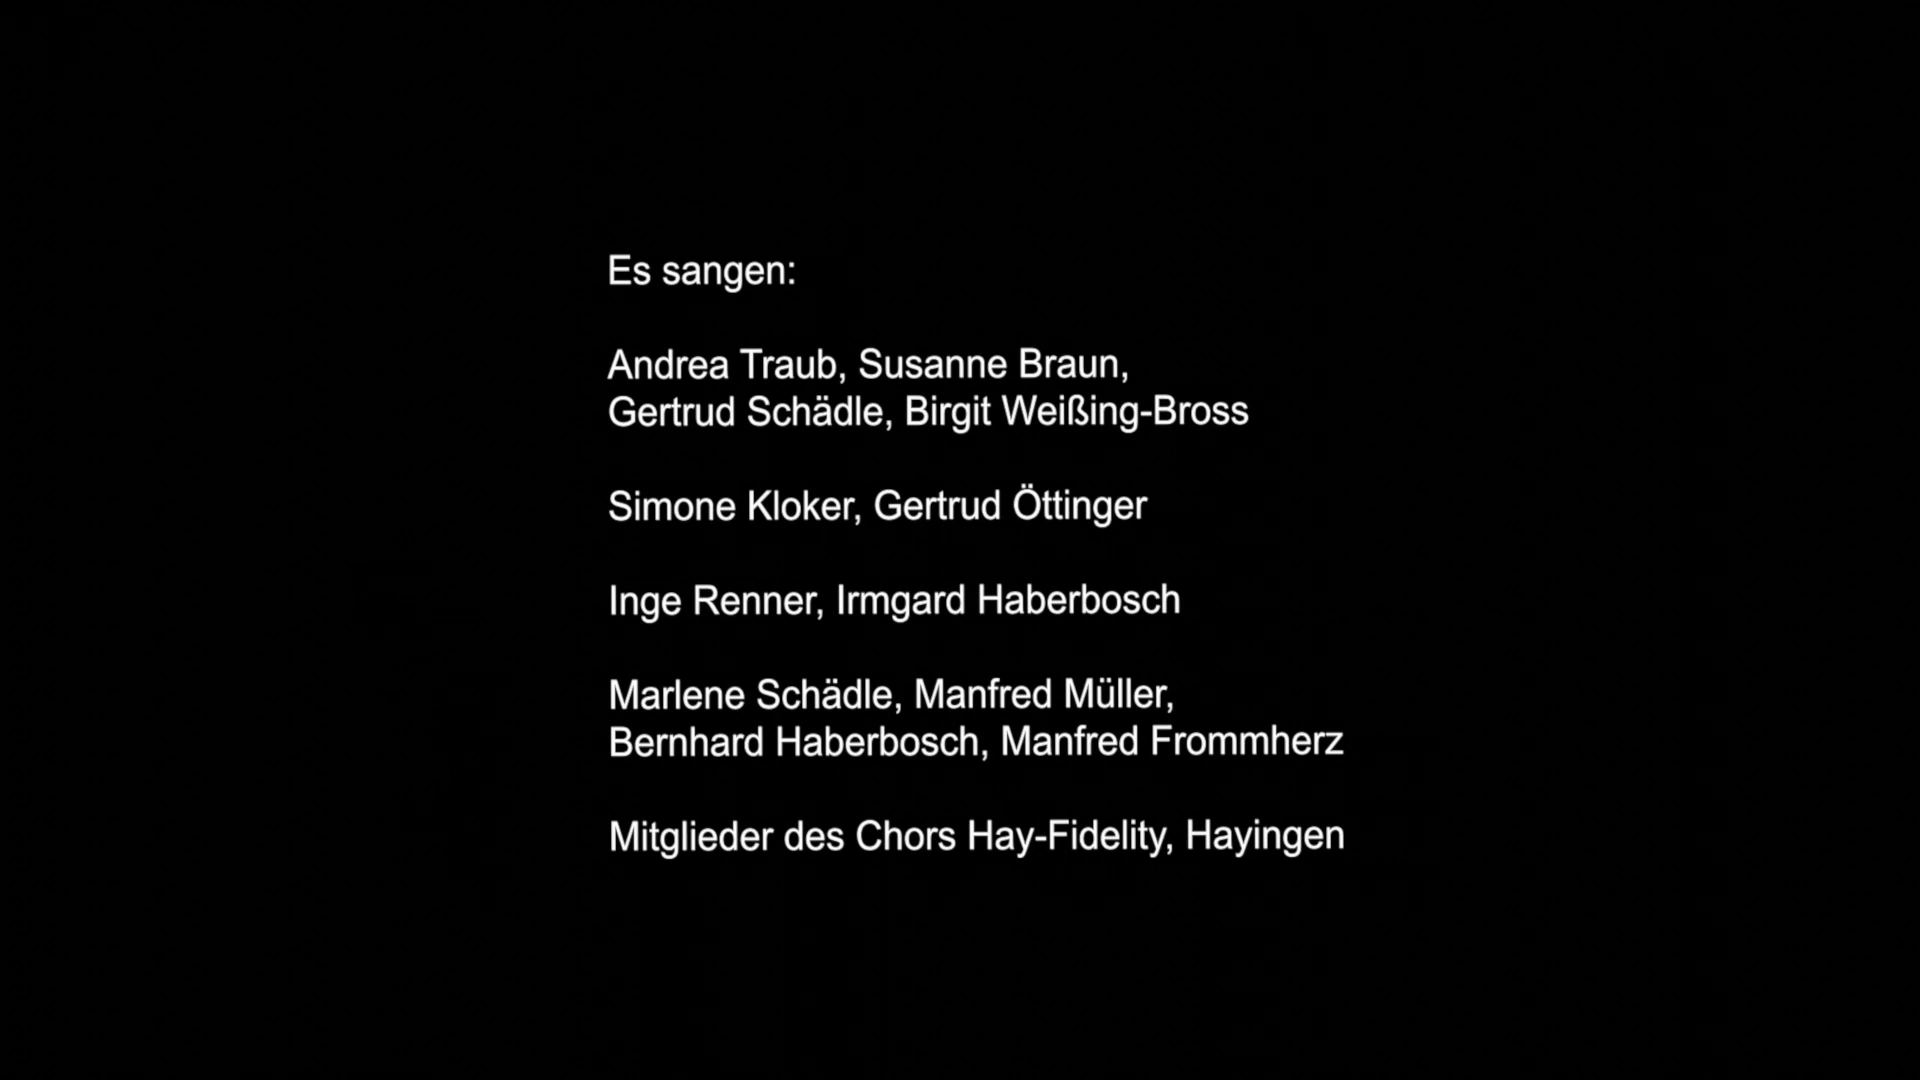 Es sangen:
Andrea Traub, Susanne Braun,
Gertrud Schädle, Birgit Weißing-Bross
Simone Kloker, Gertrud Öttinger
Inge Renner, Irmgard Haberbosch
Marlene Schädle, Manfred Müller,
Bernhard Haberbosch, Manfred Frommherz
Mitglieder des Chors Hay-Fidelity, Hayingen